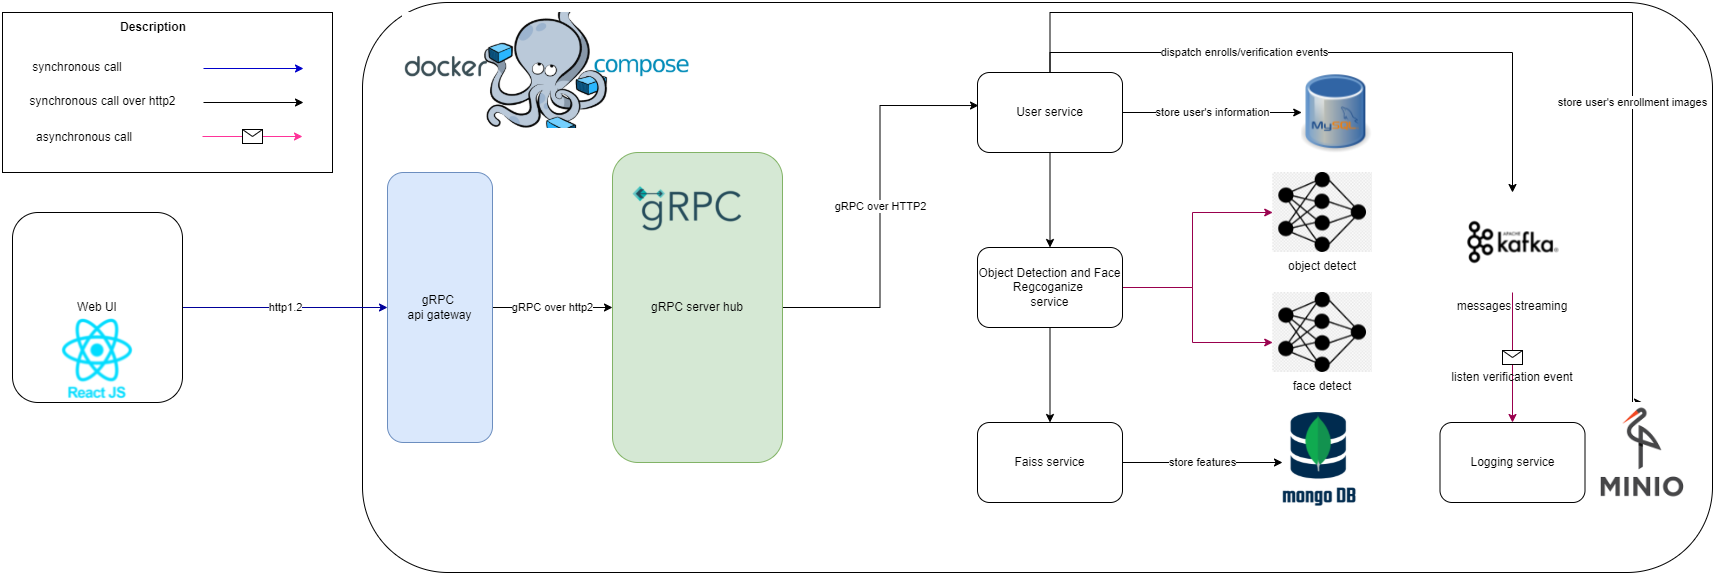 Description
synchronous call
synchronous call over http2
asynchronous call
docker
compose
dispatch enrolls/verification events
User service
store user's information
MySQL
store user's enrollment images
gRPC
gRPC over HTTP2
APACHE
kafka
object detect
Object Detection and Face
Regcoganize
service
Web UI
React JS
http1.2
gRPC
api gateway
gRPC over http2
gRPC server hub
messages streaming
face detect
listen verification event
Faiss service
store features
mongo DB
Logging service
MINIO